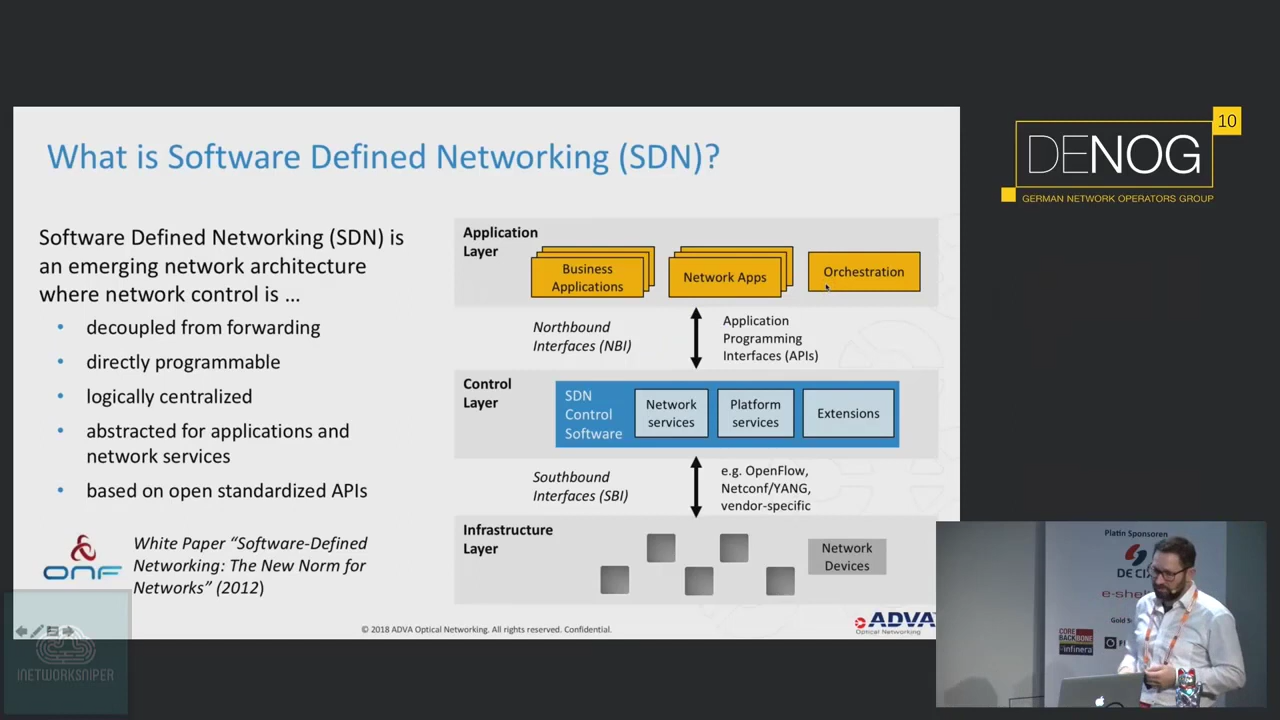 What is Software Defined Networking (SDN)?
Software Defined Networking (SDN) is
an emerging network architecture
where network control is ...
• decoupled from forwarding
• directly programmable
• logically centralized
• abstracted for applications and
network services
• based on open standardized APIs
ONF
White Paper “Software-Defined
Networking: The New Norm for
Networks” (2012)
Application
Layer
Business
Applications
Network Apps
Orchestration
Northbound
Interfaces (NBI)
Application
Programming
Interfaces (APIs)
Control
Layer
SDN
Control
Software
Network
services
Platform
services
Extensions
Southbound
Interfaces (SBI)
e.g. OpenFlow,
Netconf/YANG,
vendor-specific
Infrastructure
Layer
Network
Devices
© 2018 ADVA Optical Networking. All rights reserved. Confidential.
ADVA
Optical Networking
INETWORKSNIPER
10
DENOG
GERMAN NETWORK OPERATORS GROUP
Platin Sponsoren
DE CIX
e-shel
Gold S
CORE
BACKBONE
infinera